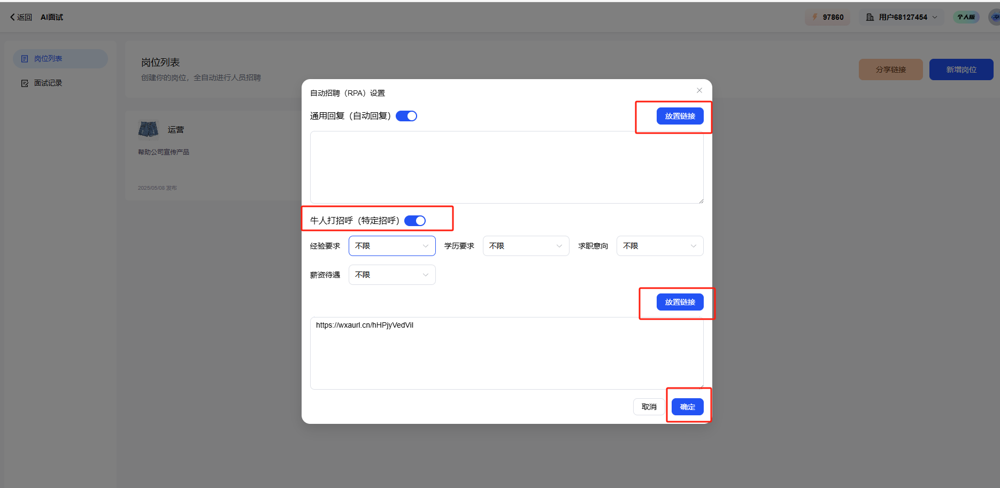 返回 AI面试
97860 用户68127454 个人版
岗位列表
面试记录
岗位列表
创建你的岗位，全自动进行人员招聘
分享链接 新增岗位
运营
帮助公司宣传产品
2025/05/08 发布
自动招聘（RPA）设置
通用回复（自动回复） 放置链接
牛人打招呼（特定招呼）
经验要求 不限 学历要求 不限 求职意向 不限
薪资待遇 不限
放置链接
https://wxaurl.cn/hHPjyVedVil
取消 确定